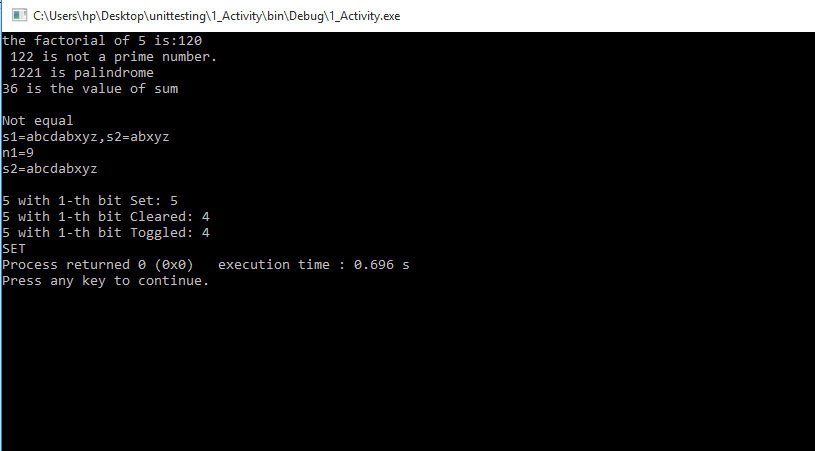 C:\Users\hp\Desktop\unittesting\1_Activity\bin\Debug\1_Activity.exe
the factorial of 5 is:120
 122 is not a prime number.
 1221 is palindrome
36 is the value of sum

Not equal
s1=abcdabxyz,s2=abxyz
n1=9
s2=abcdabxyz

5 with 1-th bit Set: 5
5 with 1-th bit Cleared: 4
5 with 1-th bit Toggled: 4
SET
Process returned 0 (0x0)   execution time : 0.696 s
Press any key to continue.